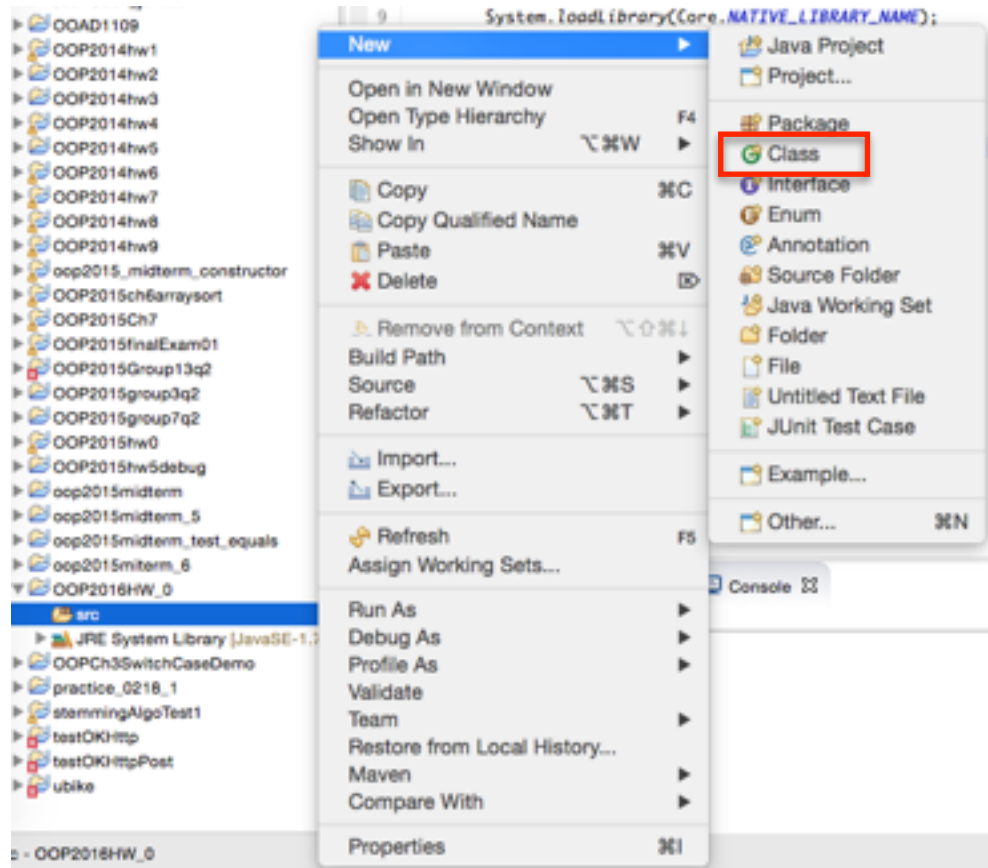 OOAD1109
OOP2014hw1
OOP2014hw2
OOP2014hw3
OOP2014hw4
OOP2014hw5
OOP2014hw6
OOP2014hw7
OOP2014hw8
OOP2014hw9
oop2015_midterm_constructor
OOP2015ch6arraysort
OOP2015Ch7
OOP2015finalExam01
OOP2015Group13q2
OOP2015group3q2
OOP2015group7q2
OOP2015hw0
OOP2015hw5debug
oop2015midterm
oop2015midterm_5
oop2015midterm_test_equals
oop2015miterm_6
OOP2016HW_0
src
JRE System Library [JavaSE-1.7
OOPCh3SwitchCaseDemo
practice_0218_1
stemmingAlgoTest1
testOKHttp
testOKHttpPost
ubike
- OOP2016HW_0
9 System.loadLibrary(Core.NATIVE_LIBRARY_NAME);
New
Open in New Window
Open Type Hierarchy F4
Show In ⌥⌘W
Copy ⌘C
Copy Qualified Name
Paste ⌘V
Delete ⌦
Remove from Context ⌥⇧⌘↓
Build Path
Source ⌥⌘S
Refactor ⌥⌘T
Import...
Export...
Refresh F5
Assign Working Sets...
Run As
Debug As
Profile As
Validate
Team
Restore from Local History...
Maven
Compare With
Properties ⌘I
Java Project
Project...
Package
Class
Interface
Enum
Annotation
Source Folder
Java Working Set
Folder
File
Untitled Text File
JUnit Test Case
Example...
Other... ⌘N
Console